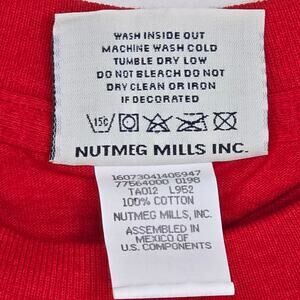 WASH INSIDE OUT
MACHINE WASH COLD
TUMBLE DRY LOW
DO NOT BLEACH DO NOT
DRY CLEAN OR IRON
IF DECORATED
15C
NUTMEG MILLS INC.
16073041405947
77564000 0198
TA012 L952
100% COTTON
NUTMEG MILLS, INC.
ASSEMBLED IN
MEXICO OF
U.S. COMPONENTS